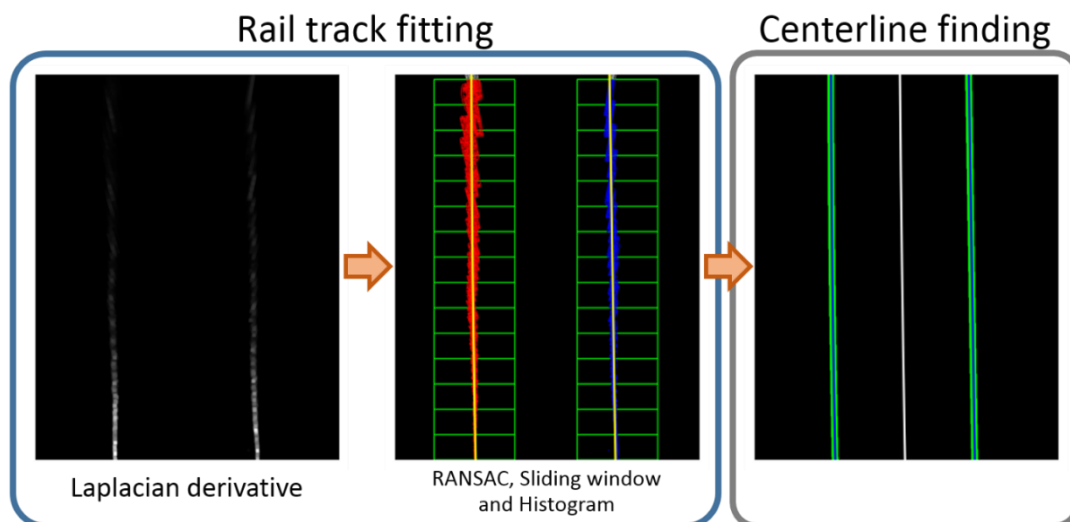 Rail track fitting
Centerline finding
Laplacian derivative
RANSAC, Sliding window
and Histogram